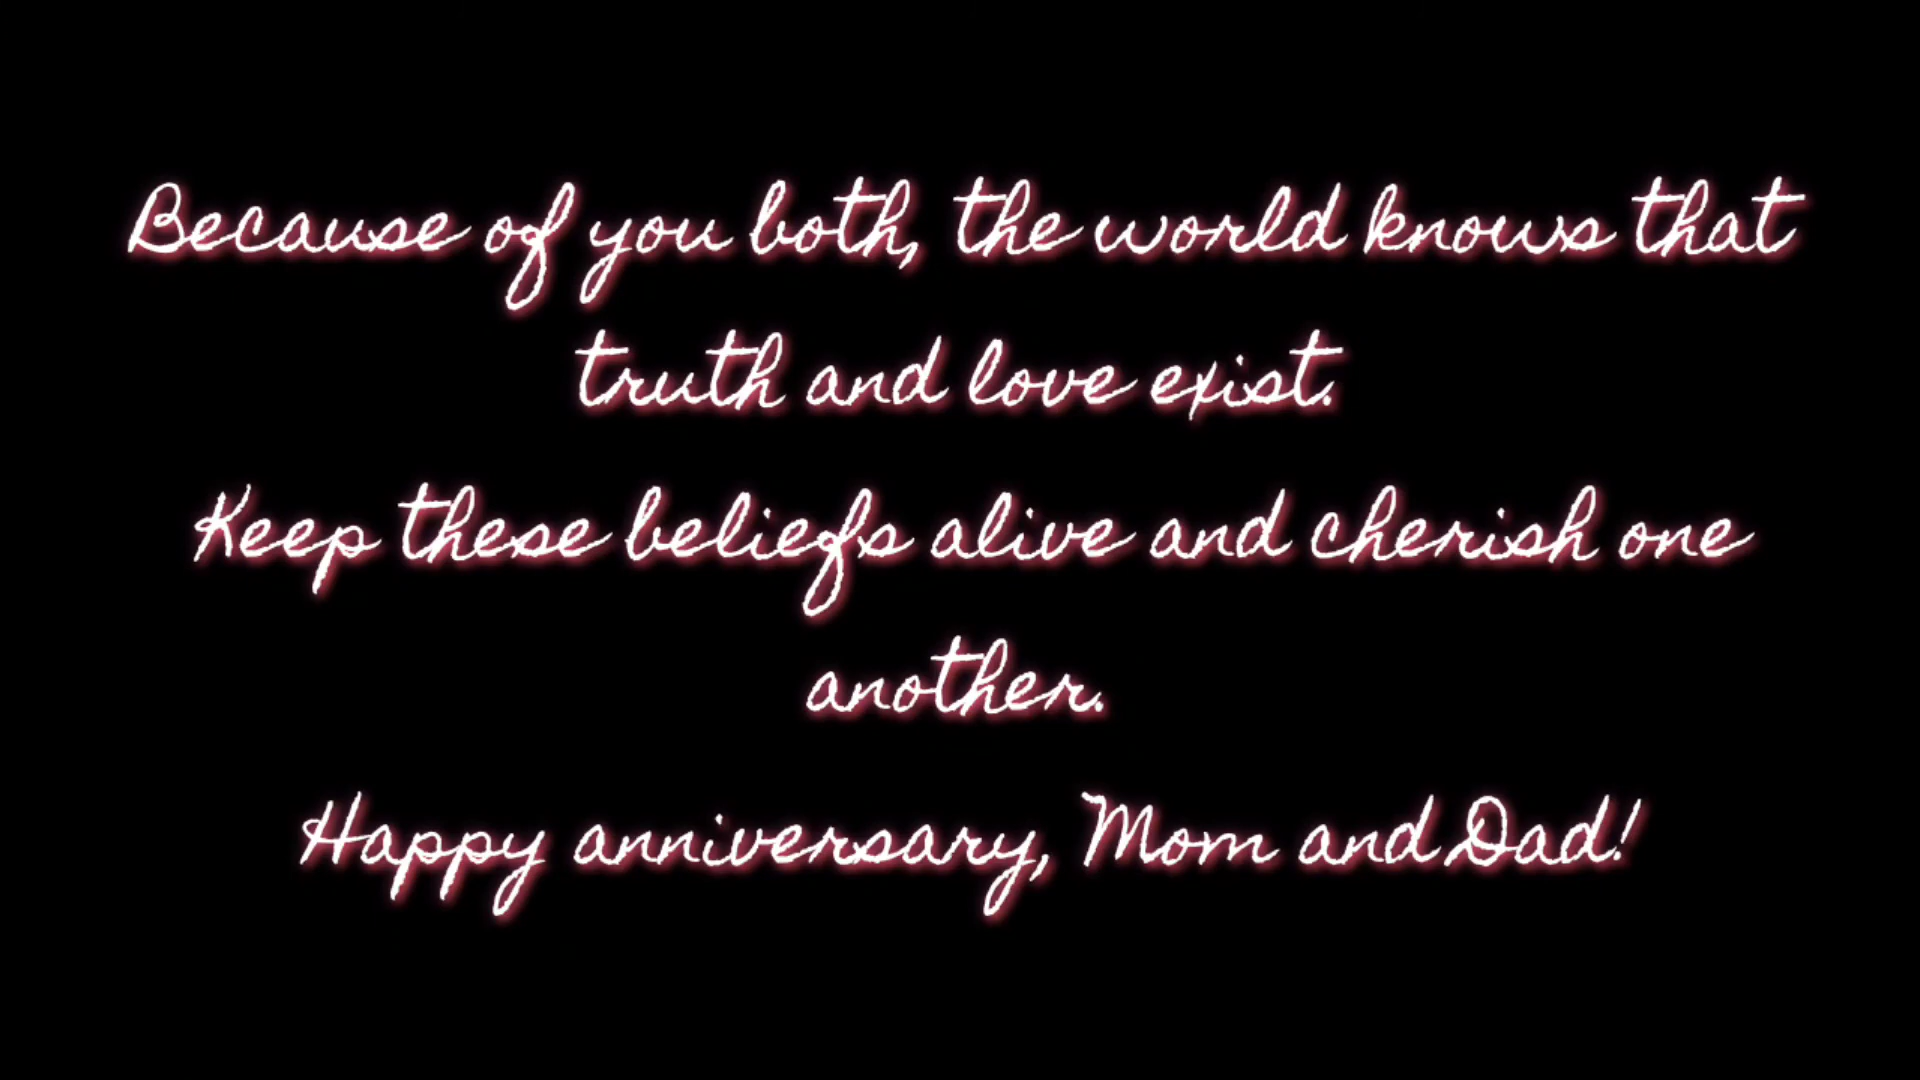 Because of you both, the world knows that
truth and love exist.
Keep these beliefs alive and cherish one
another.
Happy anniversary, Mom and Dad!